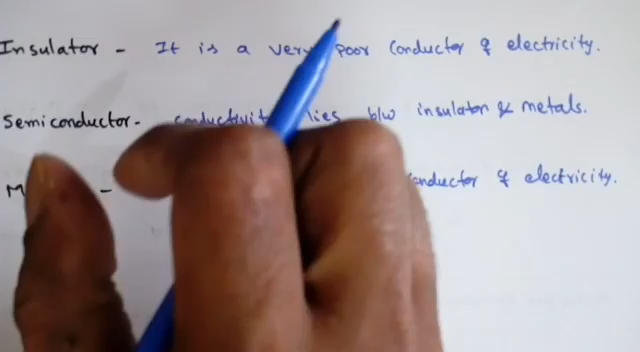 Insulator - It is a very poor conductor of electricity.
Semiconductor - conductivity lies b/w insulator & metals.
- conductor of electricity.